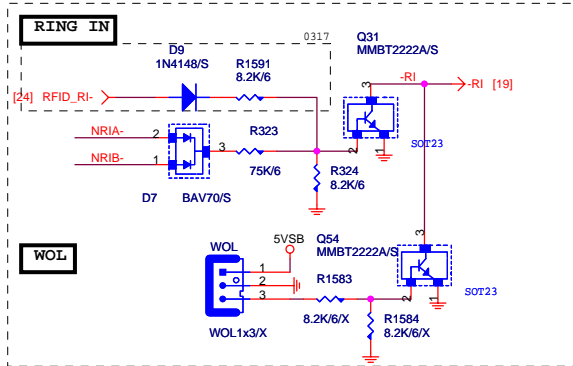 RING IN
0317
Q31
MMBT2222A/S
D9
1N4148/S
R1591
8.2K/6
3
-RI
-RI [19]
[24] RFID_RI-
NRIA-
2
R323
3
2
1
SOT23
NRIB-
1
75K/6
R324
8.2K/6
D7
BAV70/S
WOL
WOL
5VSB
Q54
MMBT2222A/S
3
1
2
3
R1583
2
1
SOT23
8.2K/6/X
R1584
8.2K/6/X
WOL1x3/X